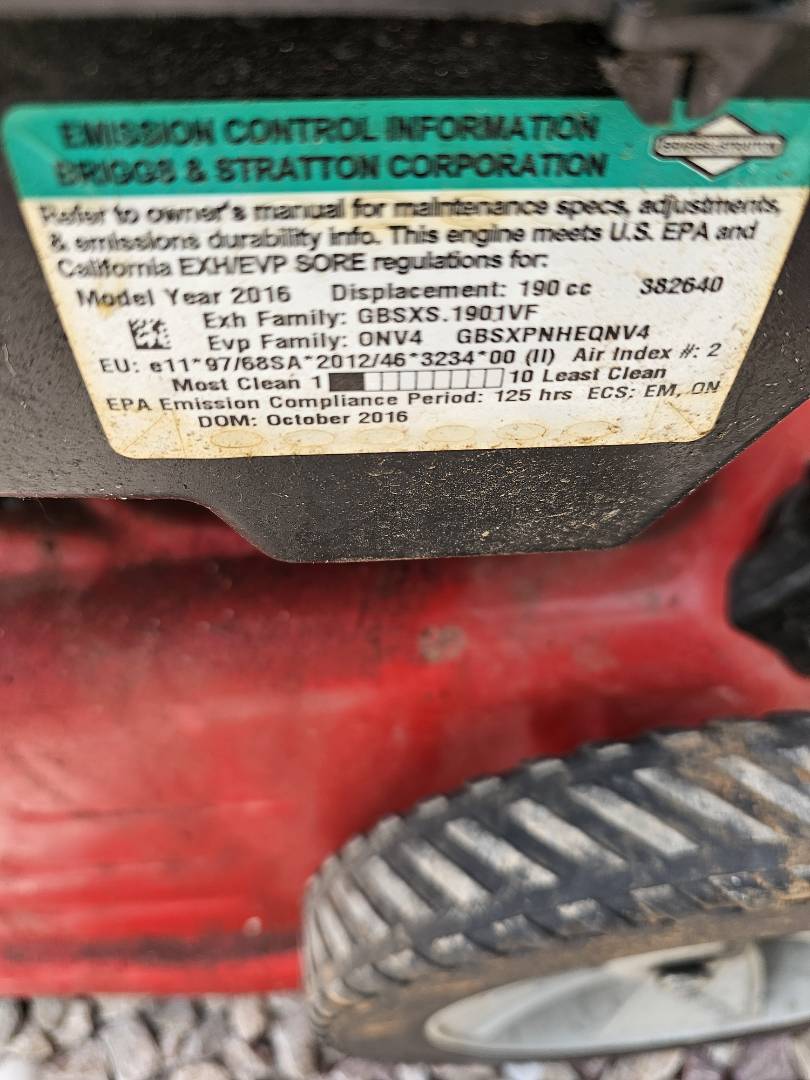 EMISSION CONTROL INFORMATION
BRIGGS & STRATTON CORPORATION
BRIGGS & STRATTON
Refer to owner's manual for maintenance specs, adjustments,
& emissions durability info. This engine meets U.S. EPA and
California EXH/EVP SORE regulations for:
Model Year 2016 Displacement: 190 cc 382640
Exh Family: GBSXS.1901VF
Evp Family: ONV4 GBSXPNHEQNV4
EU: e11*97/68SA*2012/46*3234*00 (II) Air Index #: 2
Most Clean 1 10 Least Clean
EPA Emission Compliance Period: 125 hrs ECS: EM, ON
DOM: October 2016